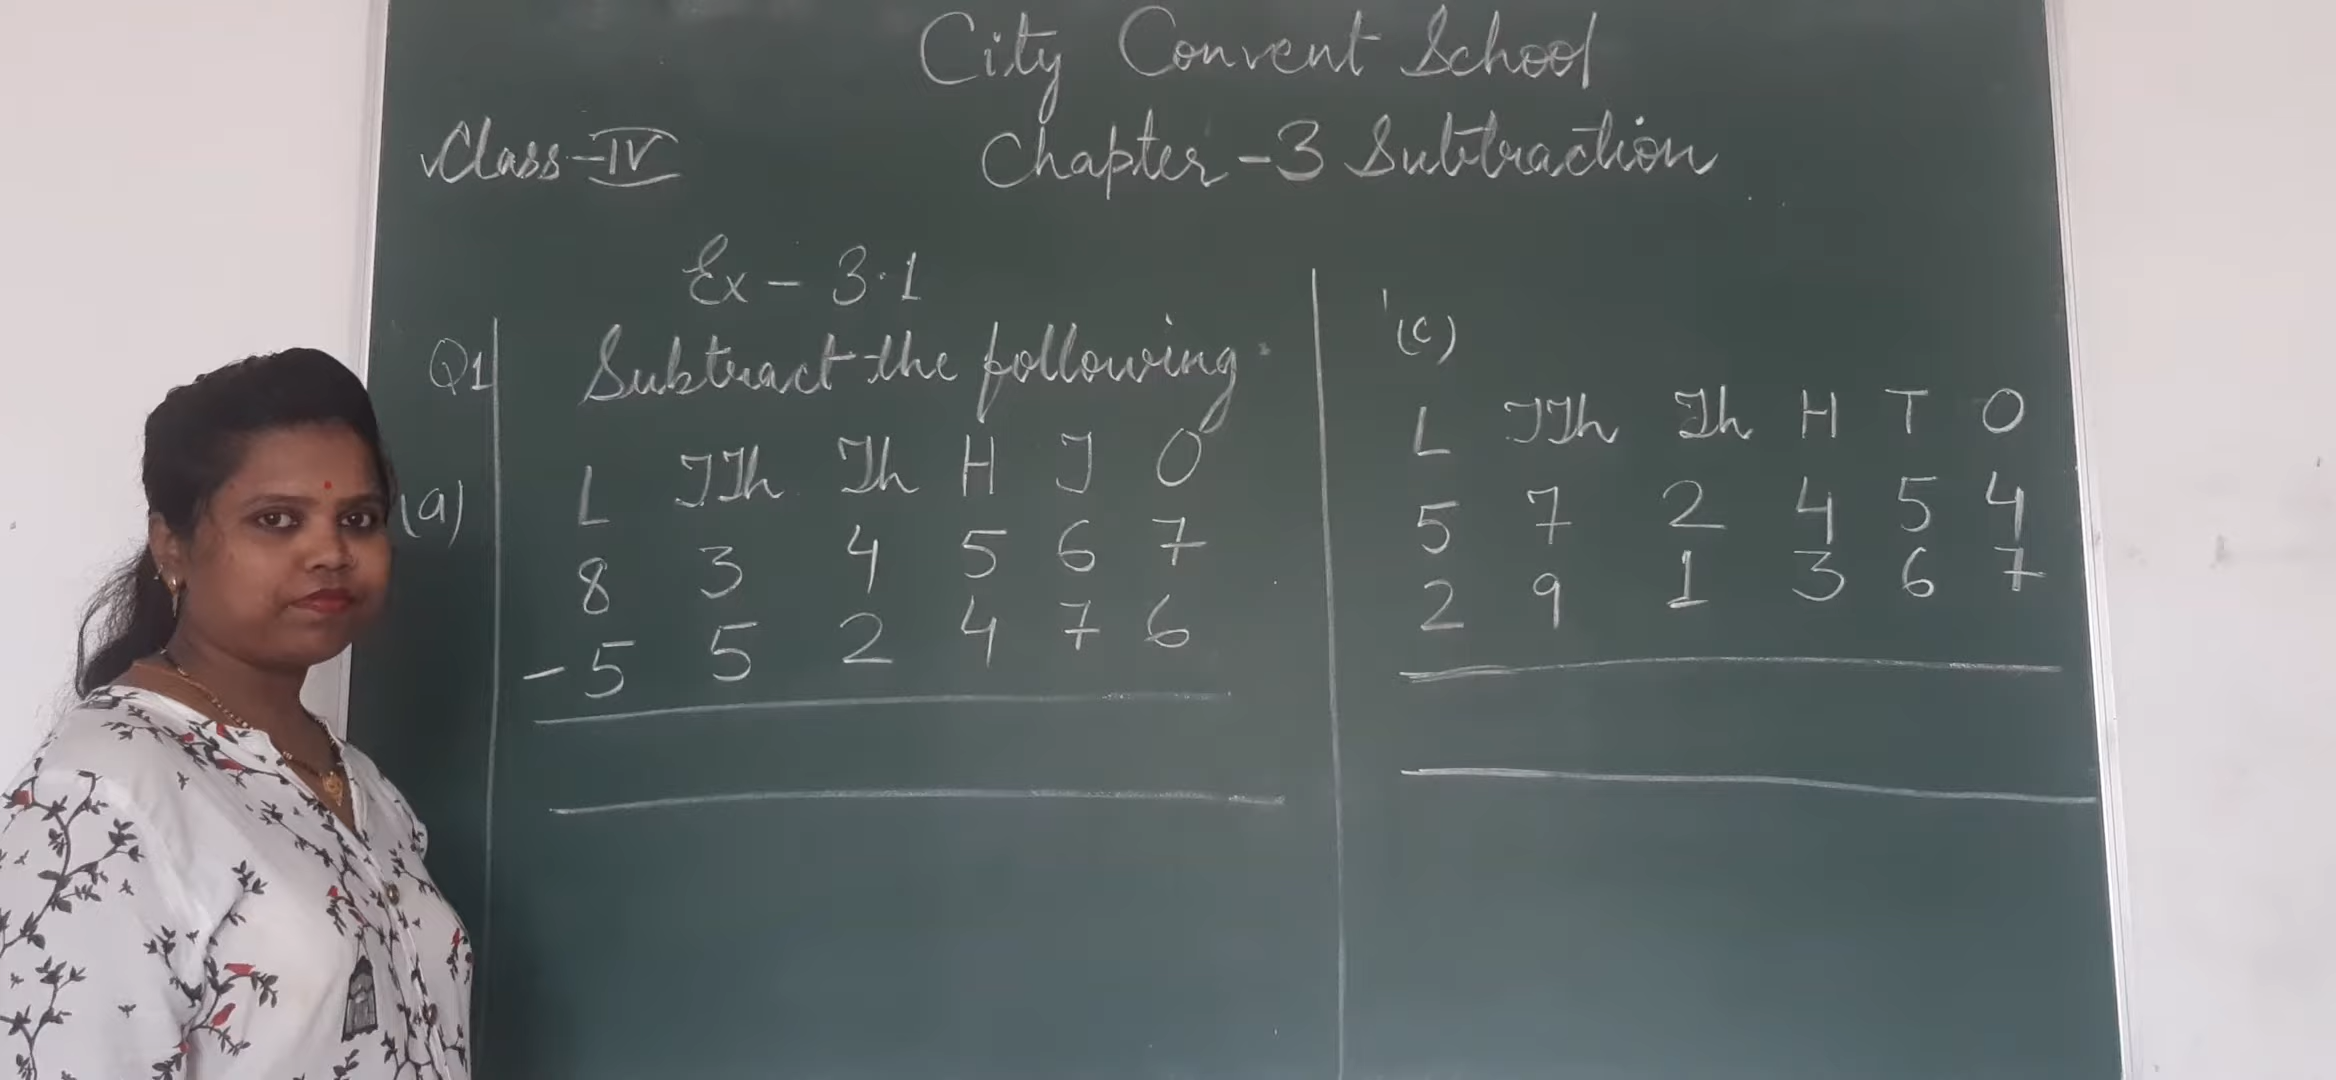 City Convent School
Class-IV
Chapter-3 Subtraction
Ex - 3.1
Q1 Subtract the following.
(a)
L TTh Th H T O
8 3 4 5 6 7
- 5 5 2 4 7 6
(c)
L TTh Th H T O
5 7 2 4 5 4
2 9 1 3 6 7